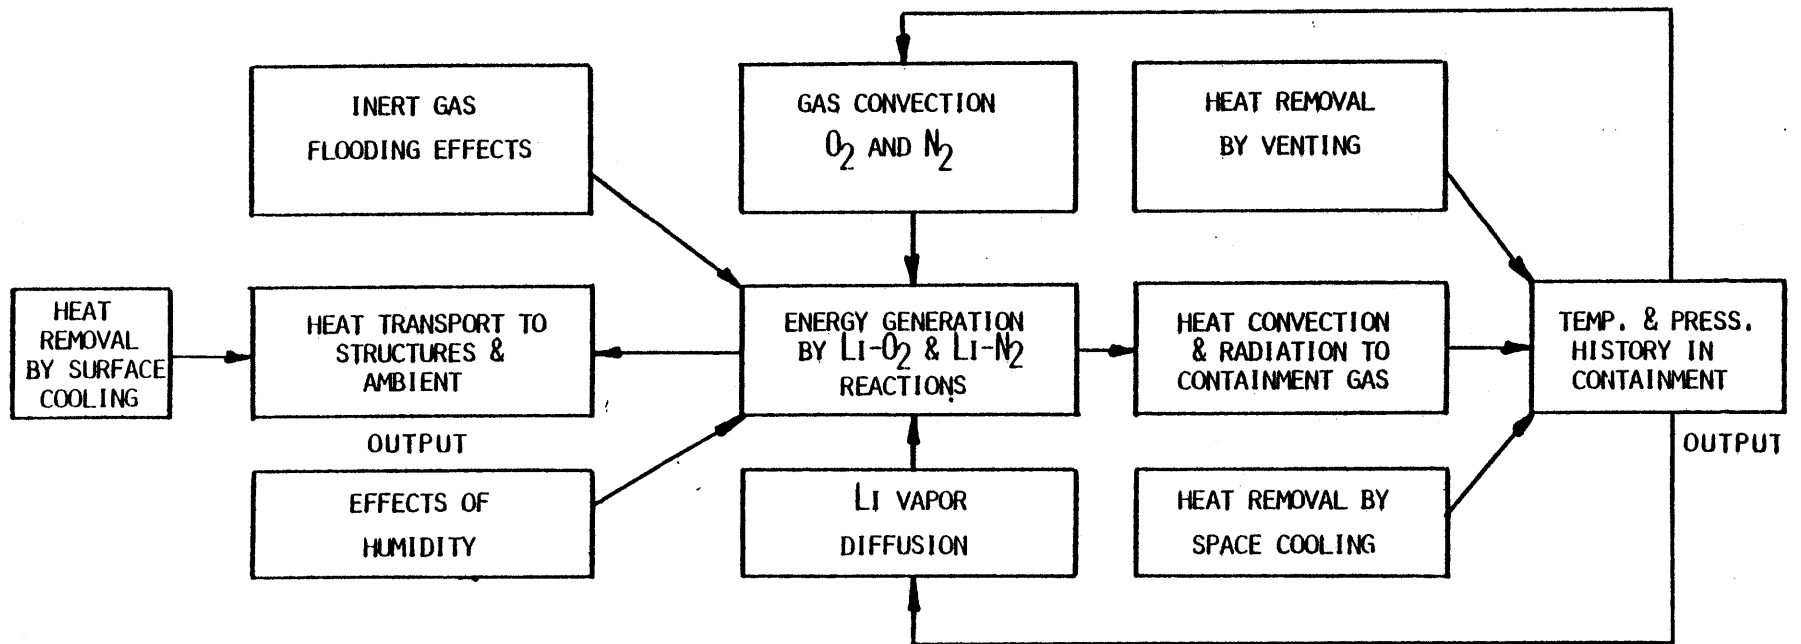 INERT GAS
FLOODING EFFECTS
GAS CONVECTION
O2 AND N2
HEAT REMOVAL
BY VENTING
HEAT
REMOVAL
BY SURFACE
COOLING
HEAT TRANSPORT TO
STRUCTURES &
AMBIENT
OUTPUT
ENERGY GENERATION
BY LI-O2 & LI-N2
REACTIONS
HEAT CONVECTION
& RADIATION TO
CONTAINMENT GAS
TEMP. & PRESS.
HISTORY IN
CONTAINMENT
OUTPUT
EFFECTS OF
HUMIDITY
LI VAPOR
DIFFUSION
HEAT REMOVAL BY
SPACE COOLING